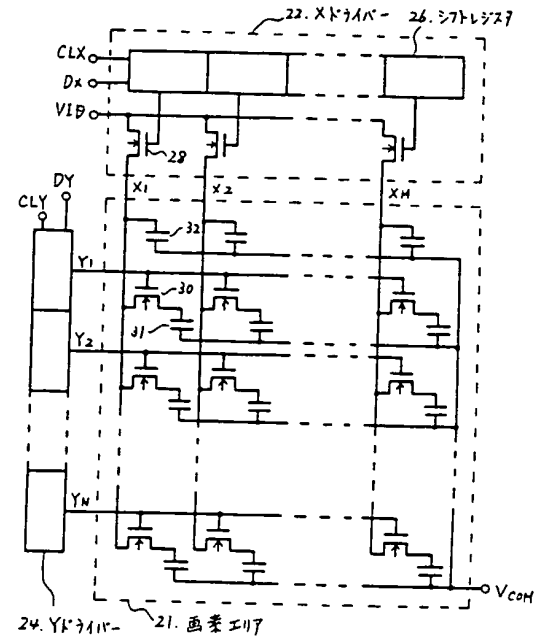 22. Xドライバー
26. シフトレジスタ
CLX
DX
VID
28
X1
X2
XM
DY
CLY
32
Y1
30
31
Y2
YN
VCOM
24. Yドライバー
21. 画素エリア